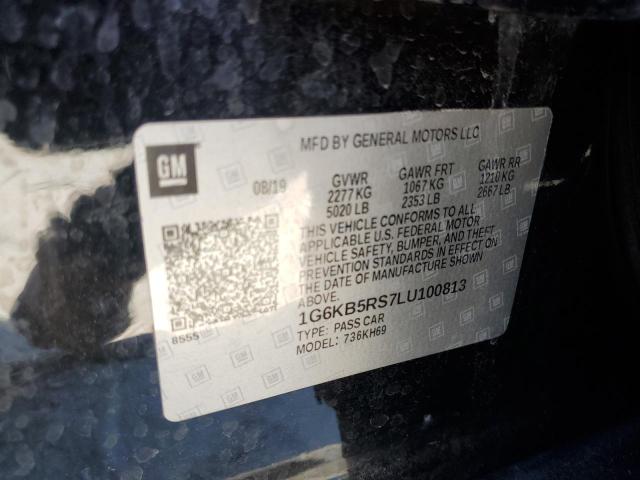 MFD BY GENERAL MOTORS LLC
GM
08/19
GVWR GAWR FRT GAWR RR
2277 KG 1067 KG 1210 KG
5020 LB 2353 LB 2667 LB
THIS VEHICLE CONFORMS TO ALL
APPLICABLE U.S. FEDERAL MOTOR
VEHICLE SAFETY, BUMPER, AND THEFT
PREVENTION STANDARDS IN EFFECT ON
THE DATE OF MANUFACTURE SHOWN
ABOVE.
1G6KB5RS7LU100813
TYPE: PASS CAR
MODEL: 736KH69
8555